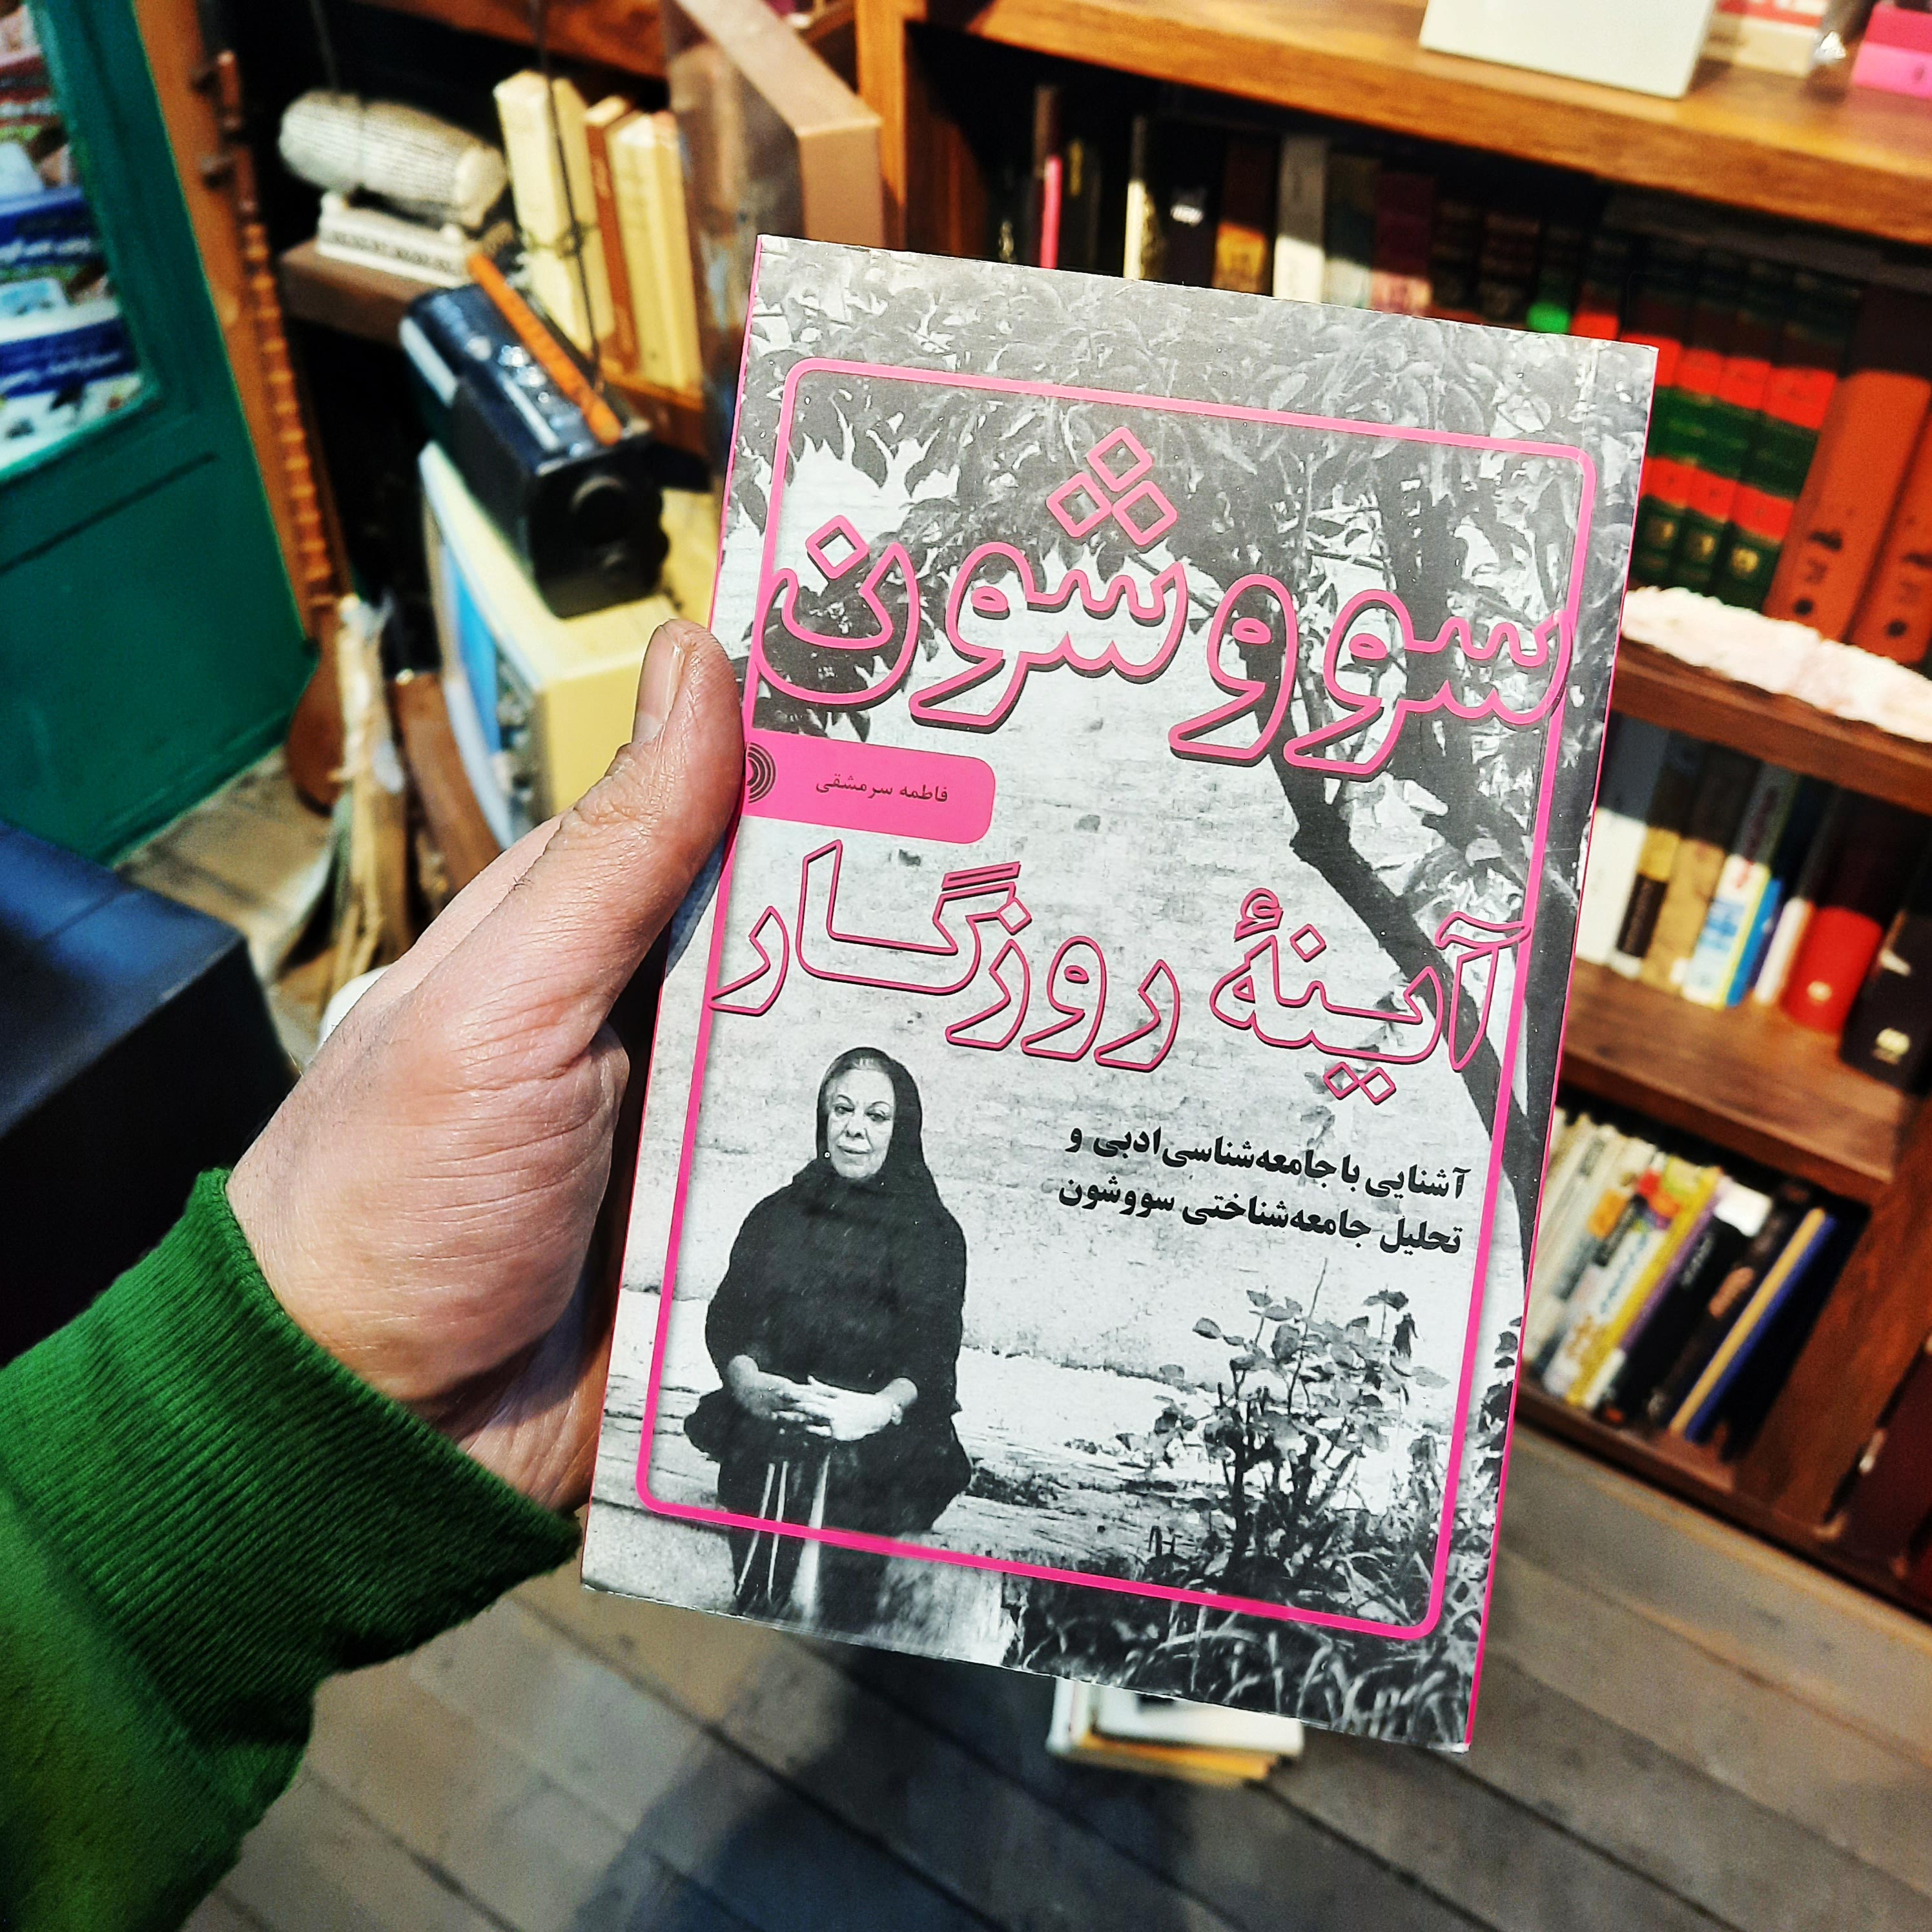 سووشون
فاطمه سرمشقی
آینهٔ روزگار
آشنایی با جامعه‌شناسی ادبی و
تحلیل جامعه‌شناختی سووشون